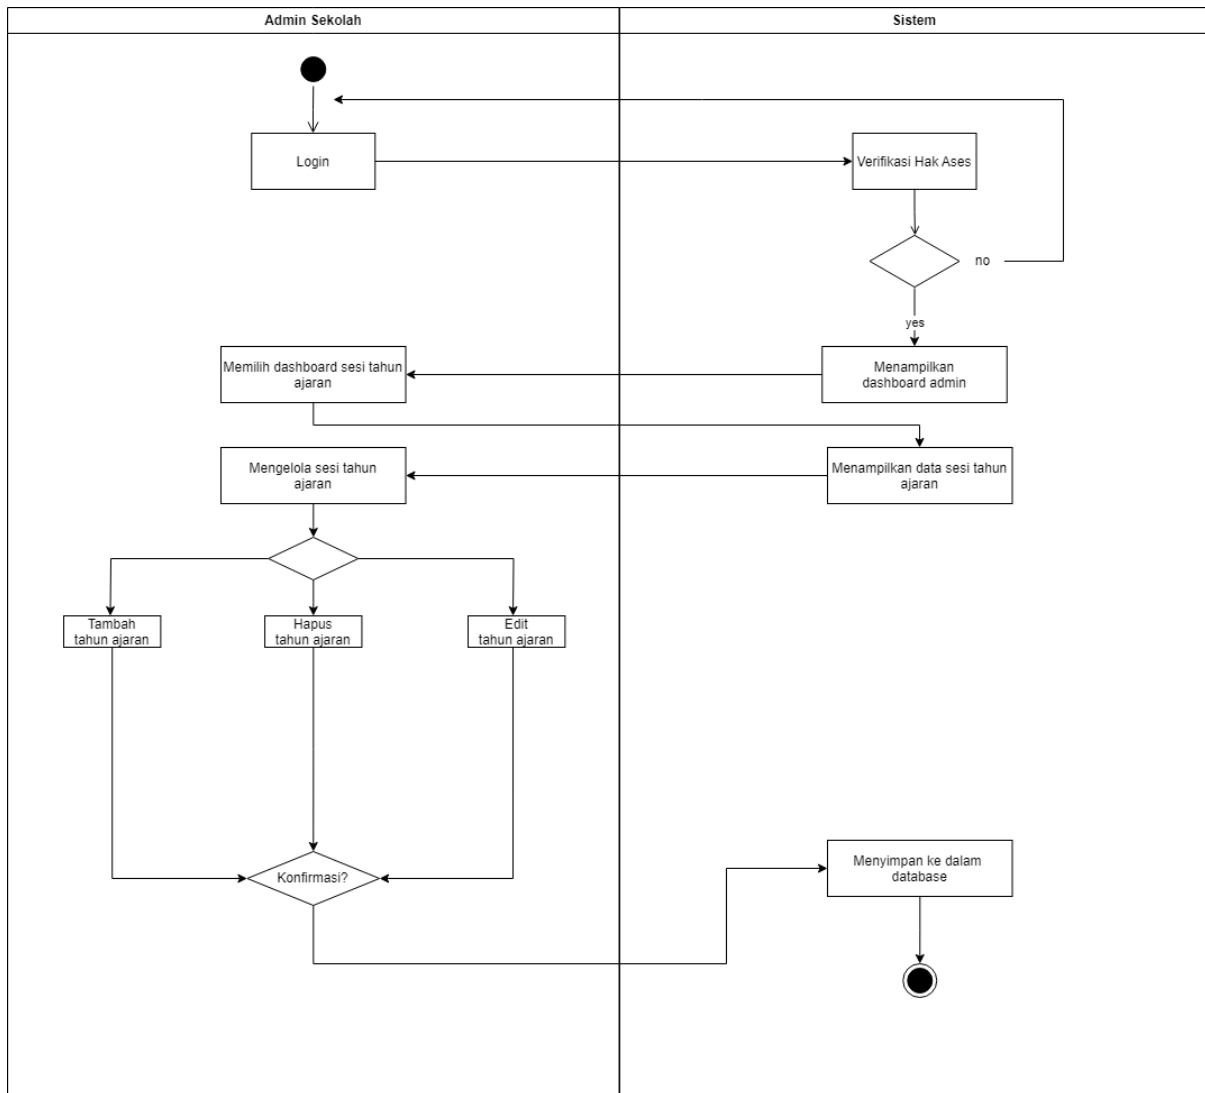 Admin Sekolah
Sistem
Login
Verifikasi Hak Ases
no
yes
Memilih dashboard sesi tahun
ajaran
Menampilkan
dashboard admin
Mengelola sesi tahun
ajaran
Menampilkan data sesi tahun
ajaran
Tambah
tahun ajaran
Hapus
tahun ajaran
Edit
tahun ajaran
Konfirmasi?
Menyimpan ke dalam
database